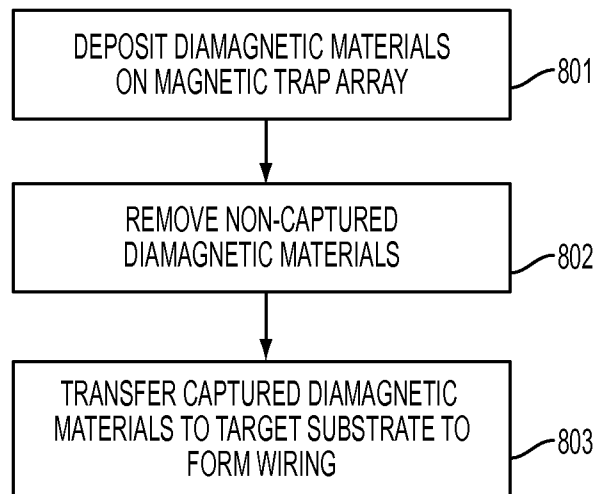 DEPOSIT DIAMAGNETIC MATERIALS
ON MAGNETIC TRAP ARRAY
801
REMOVE NON-CAPTURED
DIAMAGNETIC MATERIALS
802
TRANSFER CAPTURED DIAMAGNETIC
MATERIALS TO TARGET SUBSTRATE TO
FORM WIRING
803